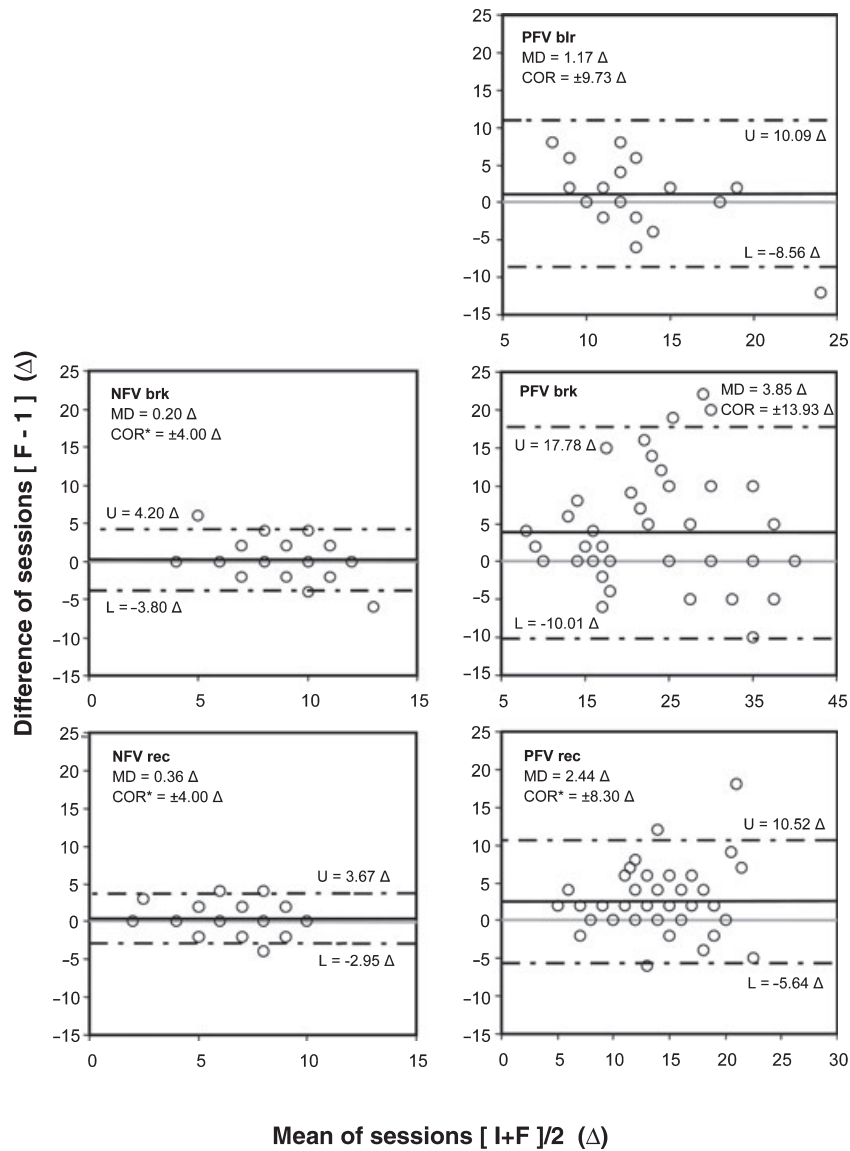 Difference of sessions [ F - 1 ] (Δ)
25
20
15
10
5
0
−5
−10
−15
PFV blr
MD = 1.17 Δ
COR = ±9.73 Δ
U = 10.09 Δ
L = −8.56 Δ
5
10
15
20
25
25
20
15
10
5
0
−5
−10
−15
NFV brk
MD = 0.20 Δ
COR* = ±4.00 Δ
U = 4.20 Δ
L = −3.80 Δ
0
5
10
15
25
20
15
10
5
0
−5
−10
−15
PFV brk
MD = 3.85 Δ
COR = ±13.93 Δ
U = 17.78 Δ
L = −10.01 Δ
5
15
25
35
45
25
20
15
10
5
0
−5
−10
−15
NFV rec
MD = 0.36 Δ
COR* = ±4.00 Δ
U = 3.67 Δ
L = -2.95 Δ
0
5
10
15
25
20
15
10
5
0
−5
−10
−15
PFV rec
MD = 2.44 Δ
COR* = ±8.30 Δ
U = 10.52 Δ
L = −5.64 Δ
0
5
10
15
20
30
Mean of sessions [ I+F ]/2 (Δ)